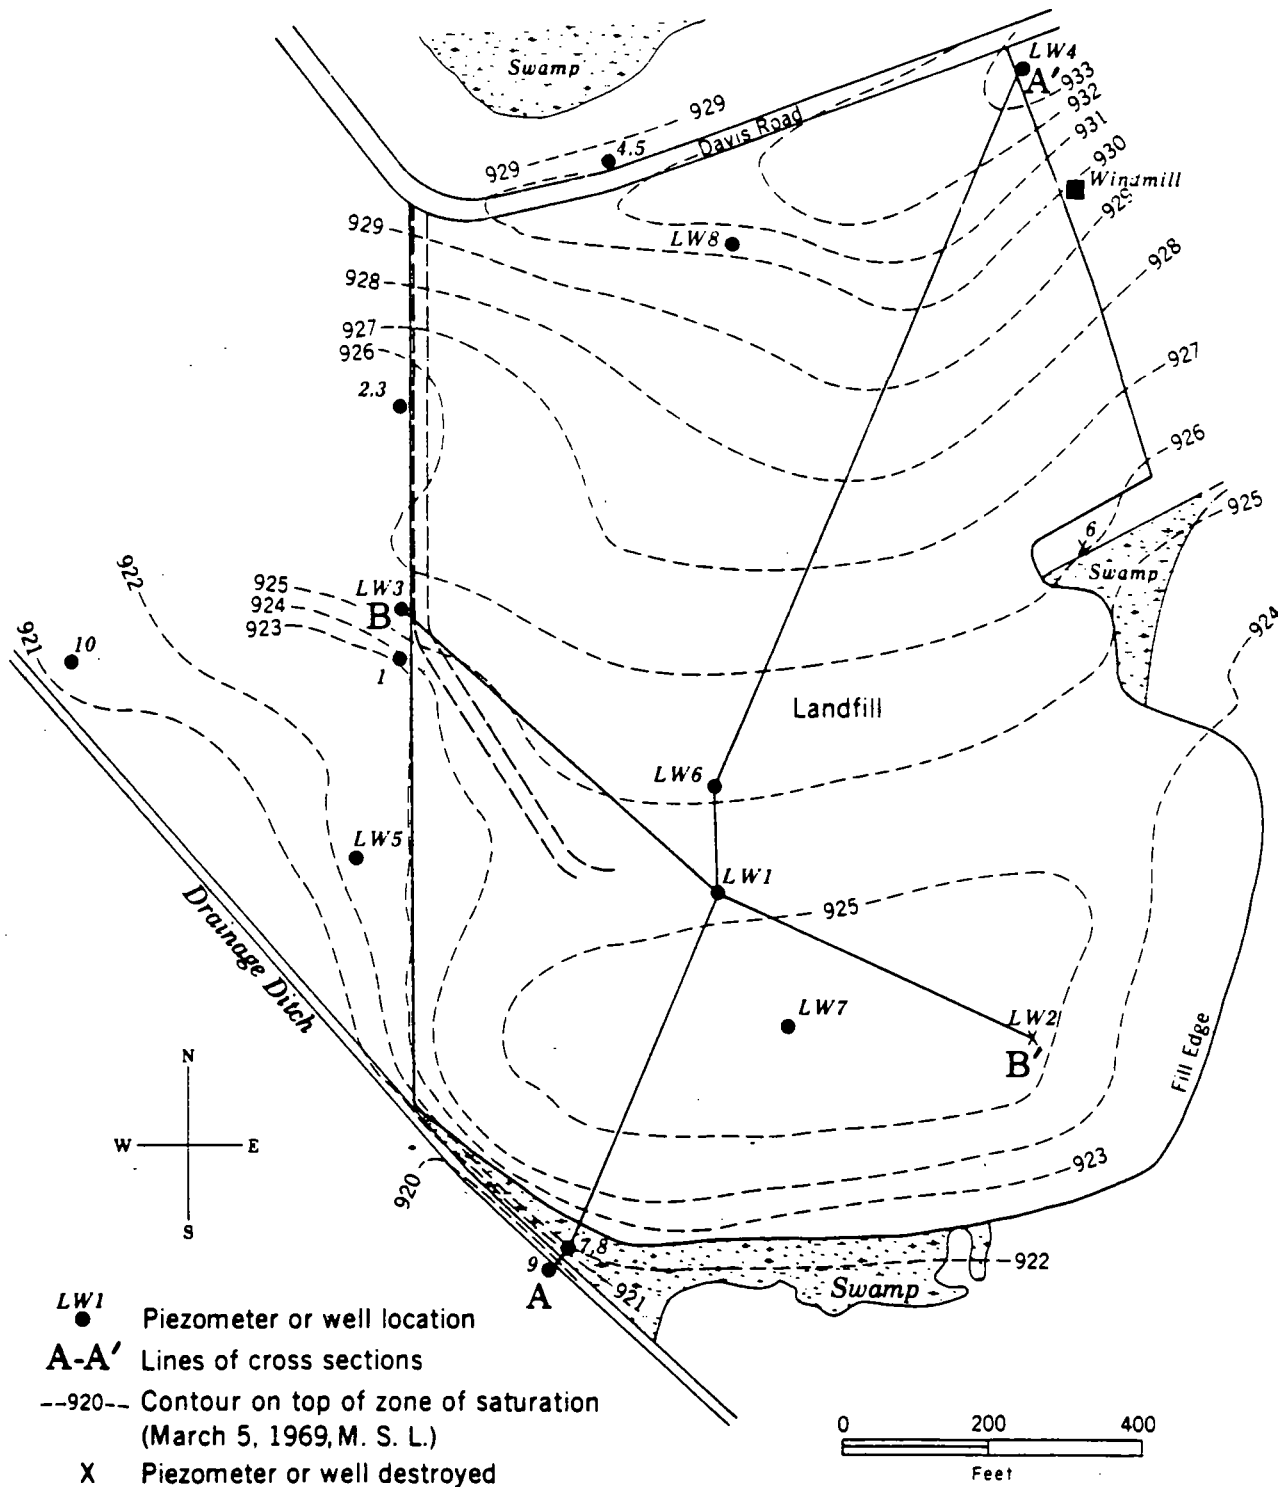 Swamp
LW4
A'
933
932
931
930
929
928
927
926
925
924
Windmill
929
Davis Road
4.5
929
LW8
929
928
927
926
2.3
6
Swamp
922
925
924
923
LW3
B
1
921
10
Landfill
LW6
LW5
LW1
925
Drainage Ditch
LW7
LW2
B'
Fill Edge
N
W
E
S
920
923
922
7,8
9
A
921
Swamp
LW1
Piezometer or well location
A-A' Lines of cross sections
--920-- Contour on top of zone of saturation
(March 5, 1969, M. S. L.)
X Piezometer or well destroyed
0 200 400
Feet